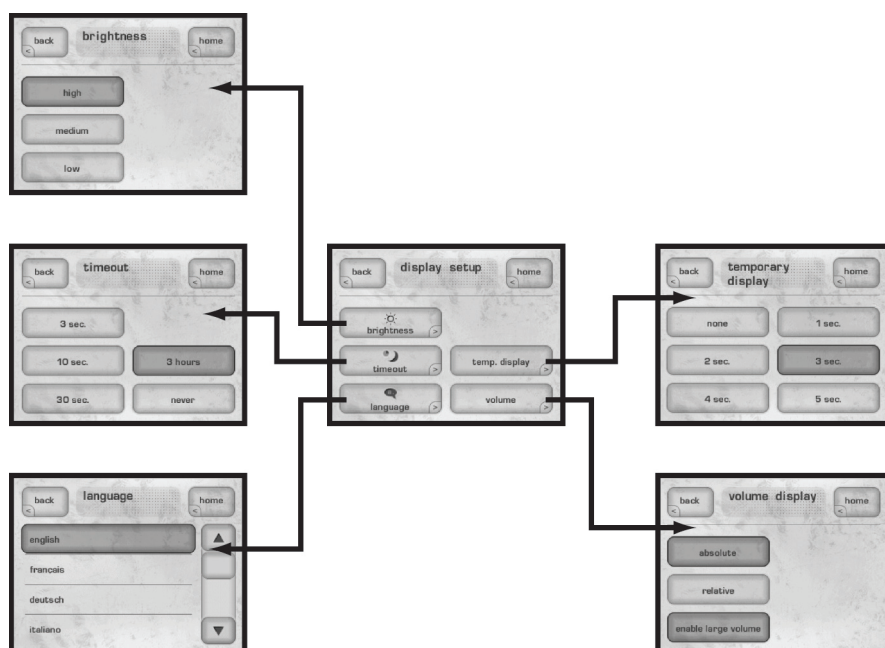 back brightness home
high
medium
low
back timeout home
3 sec.
10 sec. 3 hours
30 sec. never
back language home
english
francais
deutsch
italiano
back display setup home
brightness
timeout temp. display
language volume
back temporary home
display
none 1 sec.
2 sec. 3 sec.
4 sec. 5 sec.
back volume display home
absolute
relative
enable large volume